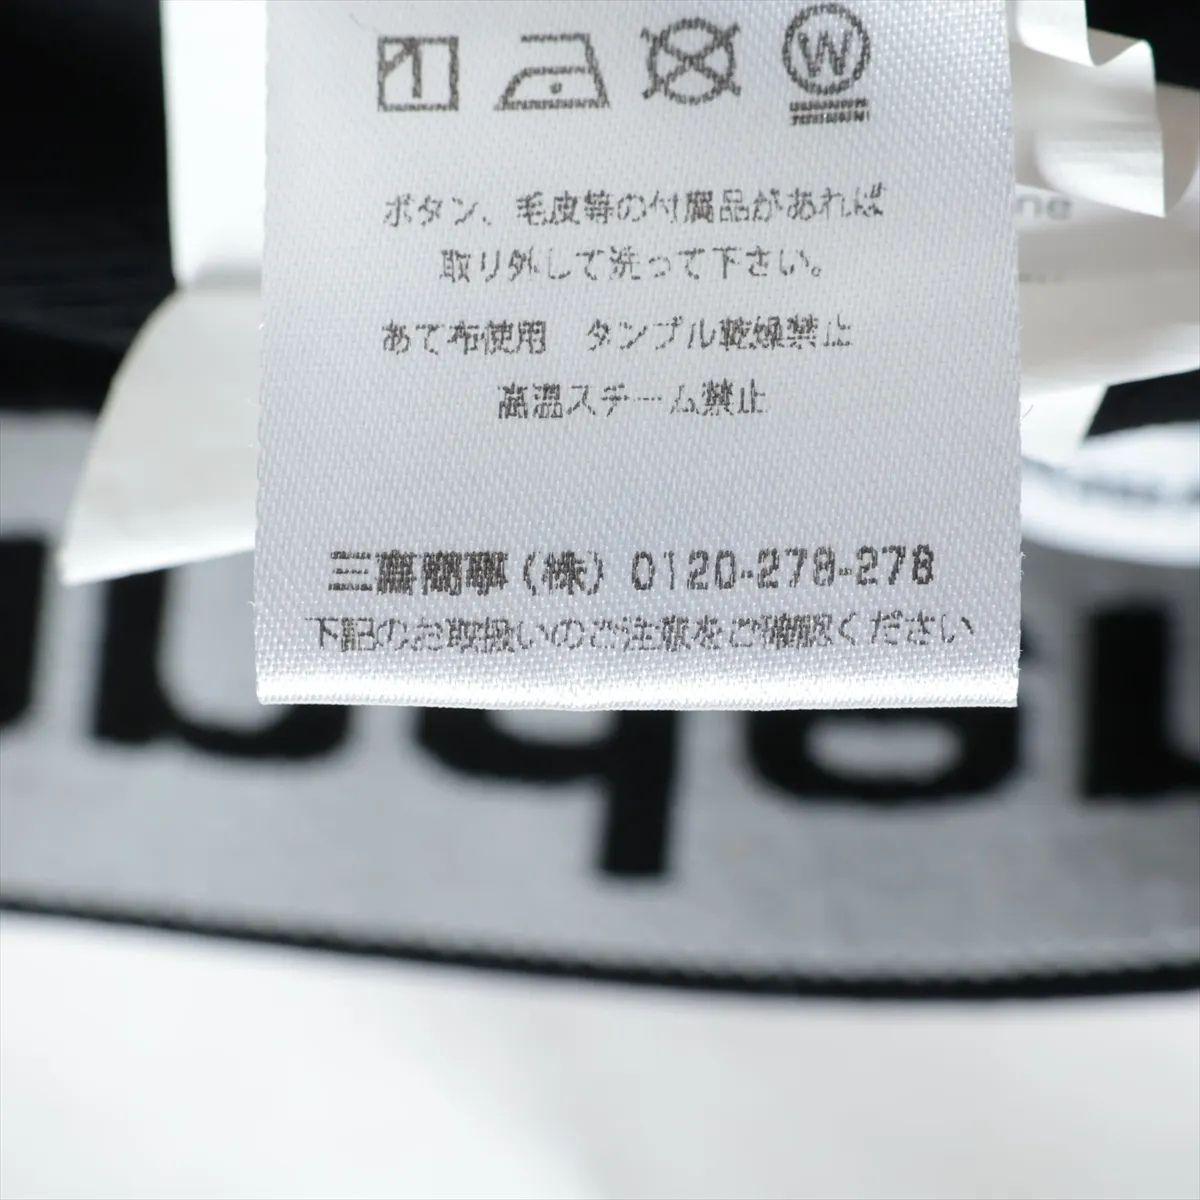 W
ボタン、毛皮等の付属品があれば
取り外して洗って下さい。
あて布使用 タンブル乾燥禁止
高温スチーム禁止
三喜商事(株) 0120-278-278
下記のお取扱いのご注意をご確認ください
ne